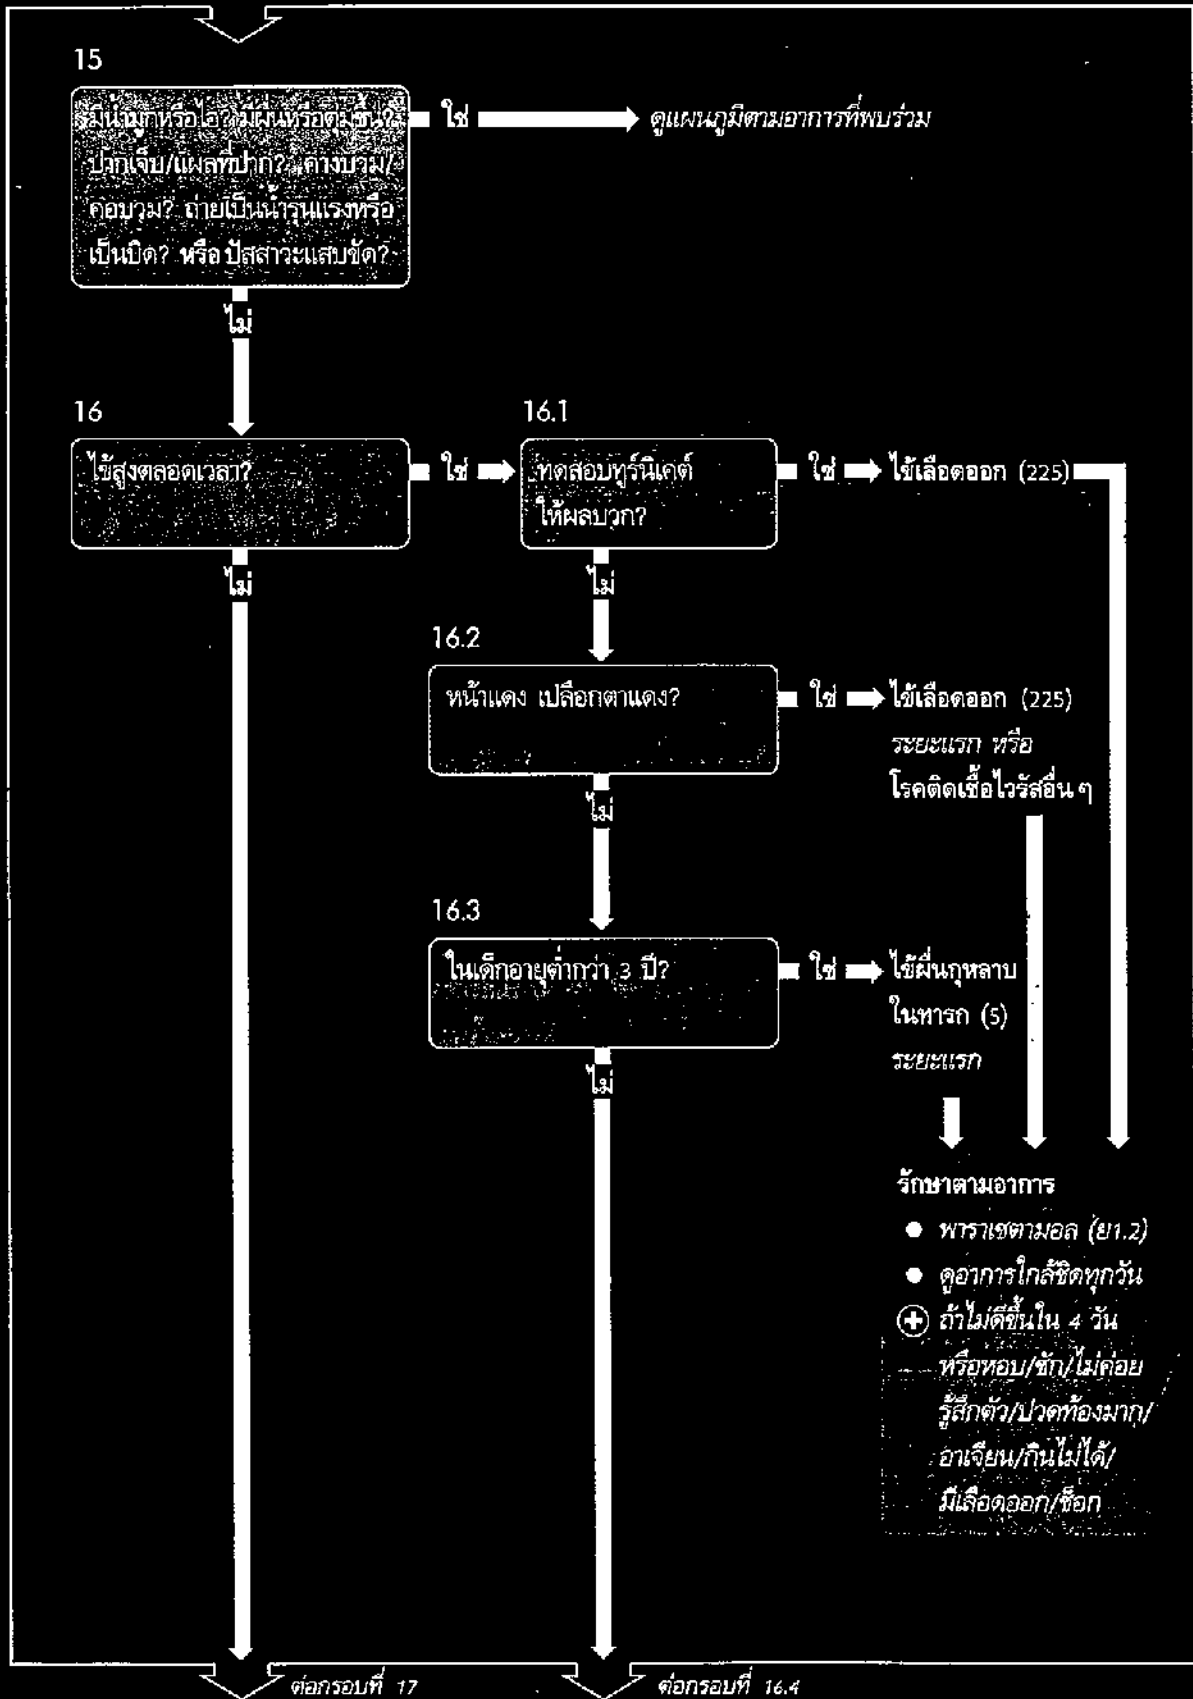 15
มีน้ำมูกหรือไอ? มีผื่นหรือตุ่มขึ้น?
ปากเจ็บ/แผลที่ปาก? คางบวม/
คอบวม? ถ่ายเป็นน้ำรุนแรงหรือ
เป็นบิด? หรือ ปัสสาวะแสบขัด?
ใช่
ดูแผนภูมิตามอาการที่พบร่วม
ไม่
16
ไข้สูงตลอดเวลา?
ใช่
16.1
ทดสอบทูร์นิเคต์
ให้ผลบวก?
ใช่
ไข้เลือดออก (225)
ไม่
ไม่
16.2
หน้าแดง เปลือกตาแดง?
ใช่
ไข้เลือดออก (225)
ระยะแรก หรือ
โรคติดเชื้อไวรัสอื่น ๆ
ไม่
16.3
ในเด็กอายุต่ำกว่า 3 ปี?
ใช่
ไข้ผื่นกุหลาบ
ในทารก (5)
ระยะแรก
ไม่
รักษาตามอาการ
● พาราเซตามอล (ย1.2)
● ดูอาการใกล้ชิดทุกวัน
ถ้าไม่ดีขึ้นใน 4 วัน
หรือหอบ/ชัก/ไม่ค่อย
รู้สึกตัว/ปวดท้องมาก/
อาเจียน/กินไม่ได้/
มีเลือดออก/ช็อก
ต่อกรอบที่ 17
ต่อกรอบที่ 16.4